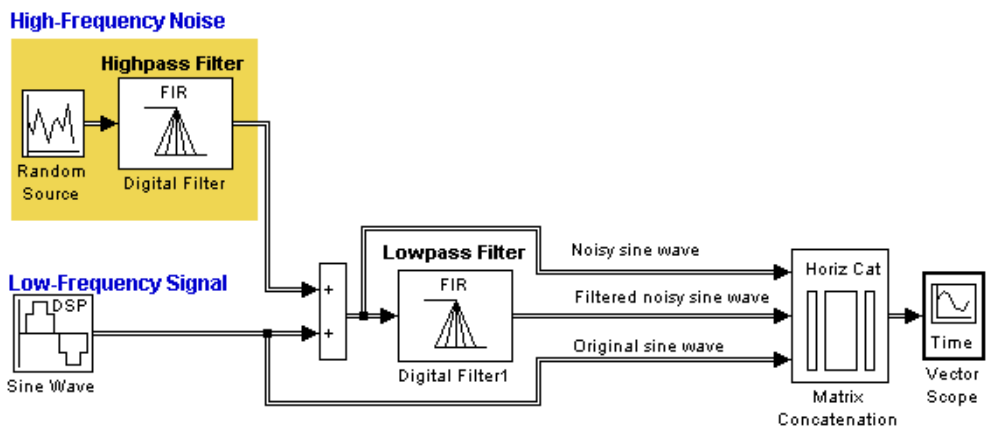 High-Frequency Noise
Highpass Filter
FIR
Random
Source
Digital Filter
Low-Frequency Signal
DSP
Sine Wave
+
+
Lowpass Filter
FIR
Digital Filter1
Noisy sine wave
Filtered noisy sine wave
Original sine wave
Horiz Cat
Matrix
Concatenation
Time
Vector
Scope